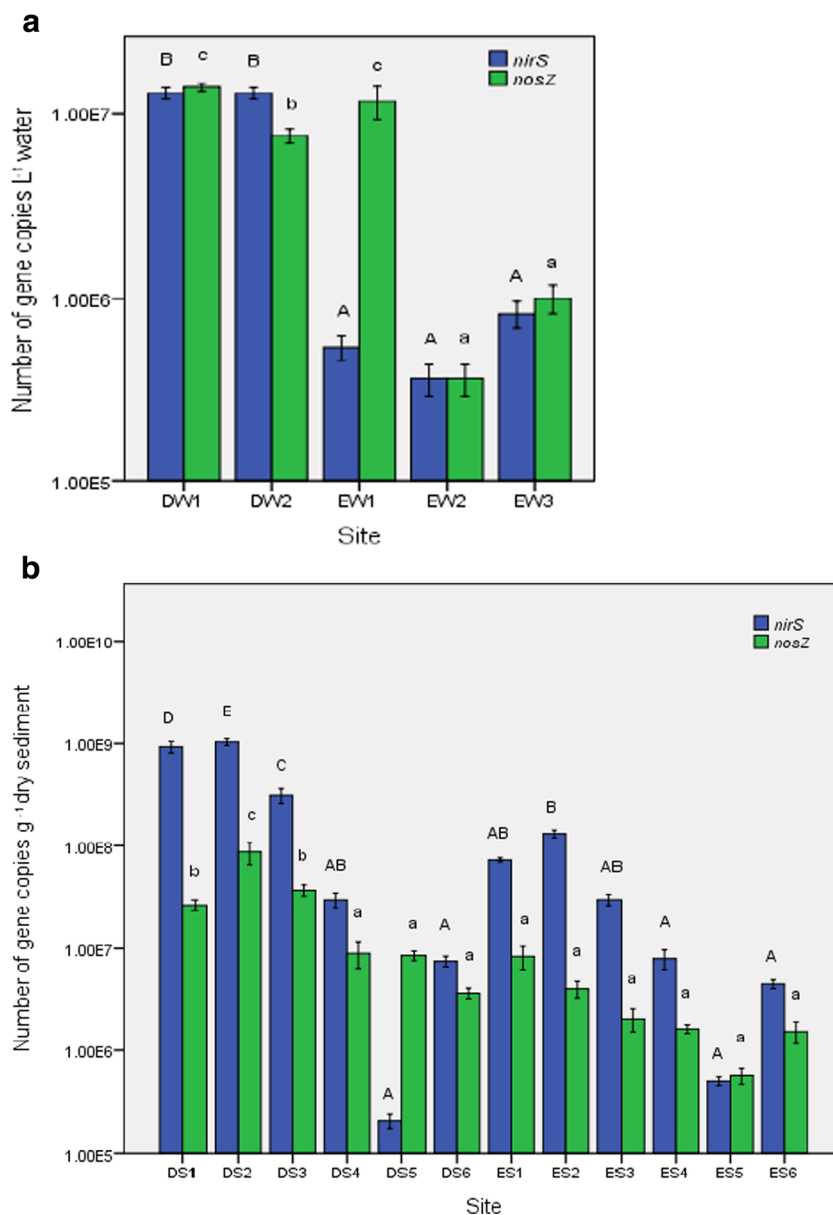 a
B c B b c A A a A a
nirS
nosZ
Number of gene copies L⁻¹ water
1.00E7
1.00E6
1.00E5
DW1 DW2 EW1 EW2 EW3
Site
b
nirS
nosZ
Number of gene copies g⁻¹ dry sediment
1.00E10
1.00E9
1.00E8
1.00E7
1.00E6
1.00E5
D b E c C b AB a A a A a AB a B a AB a A a A a A a
DS1 DS2 DS3 DS4 DS5 DS6 ES1 ES2 ES3 ES4 ES5 ES6
Site